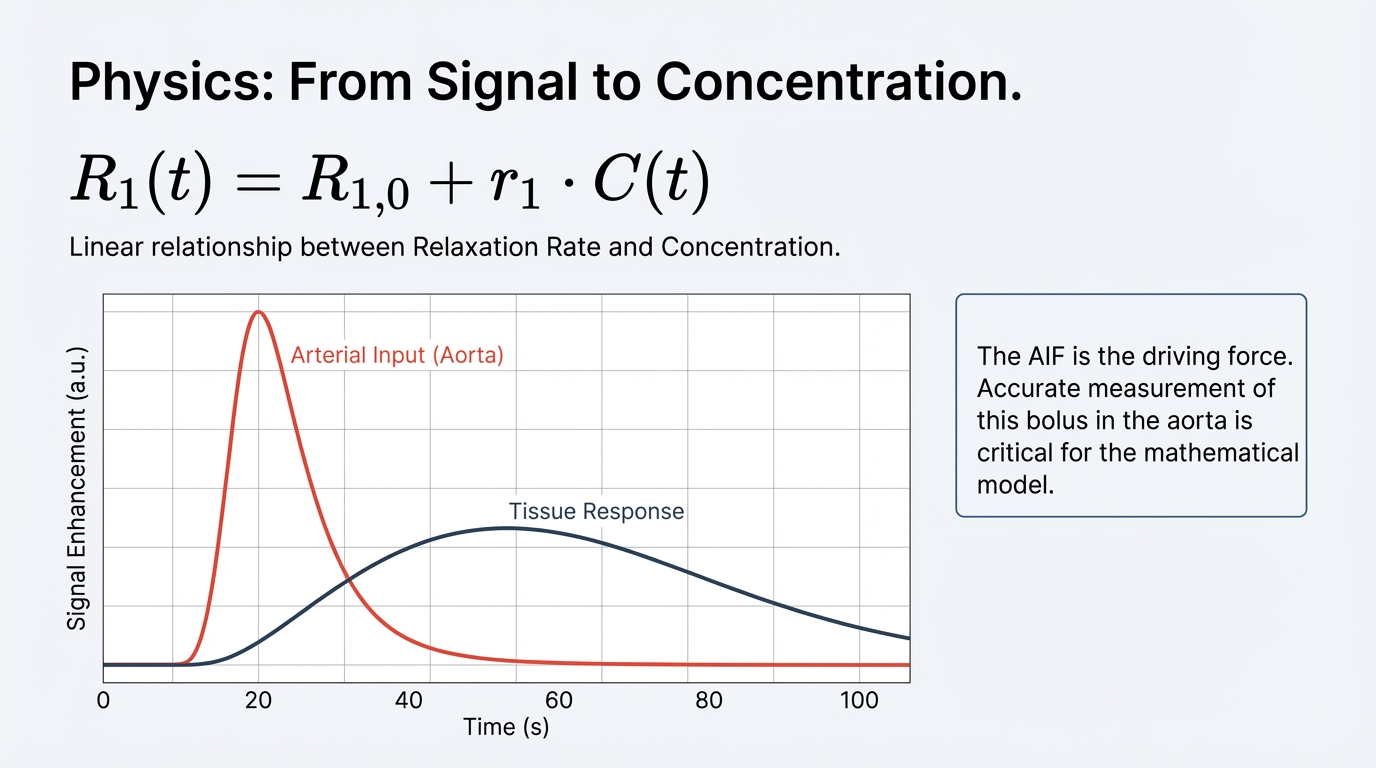 Physics: From Signal to Concentration.
R₁(t) = R₁,₀ + r₁ · C(t)
Linear relationship between Relaxation Rate and Concentration.
Signal Enhancement (a.u.)
Arterial Input (Aorta)
Tissue Response
0 20 40 60 80 100
Time (s)
The AIF is the driving force.
Accurate measurement of
this bolus in the aorta is
critical for the mathematical
model.